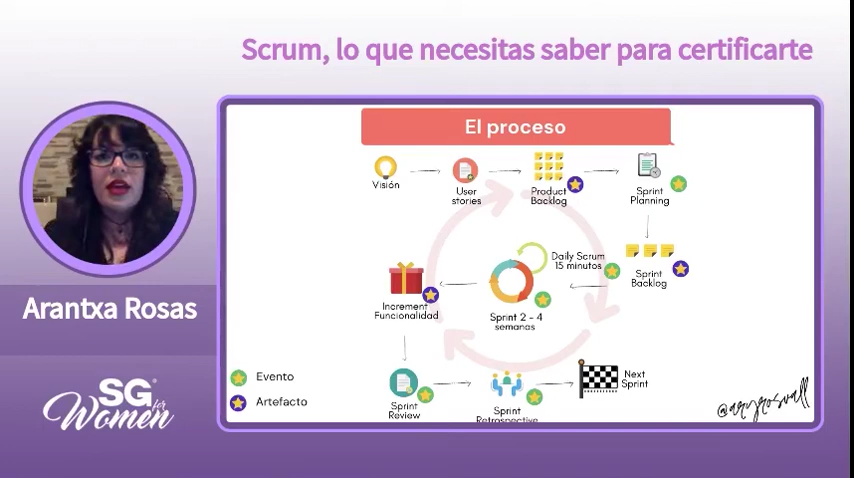 Scrum, lo que necesitas saber para certificarte
El proceso
Visión
User
stories
Product
Backlog
Sprint
Planning
Daily Scrum
15 minutos
Sprint
Backlog
Increment
Funcionalidad
Sprint 2 - 4
semanas
Next
Sprint
Sprint
Review
Sprint
Retrospective
Evento
Artefacto
Arantxa Rosas
SG
for
Women